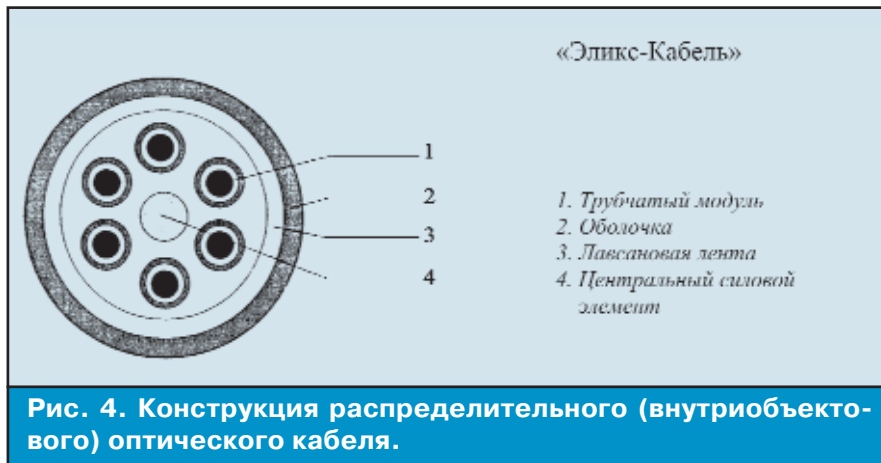 «Эликс-Кабель»
1
2
3
4
1. Трубчатый модуль
2. Оболочка
3. Лавсановая лента
4. Центральный силовой
элемент
Рис. 4. Конструкция распределительного (внутриобъекто-
вого) оптического кабеля.